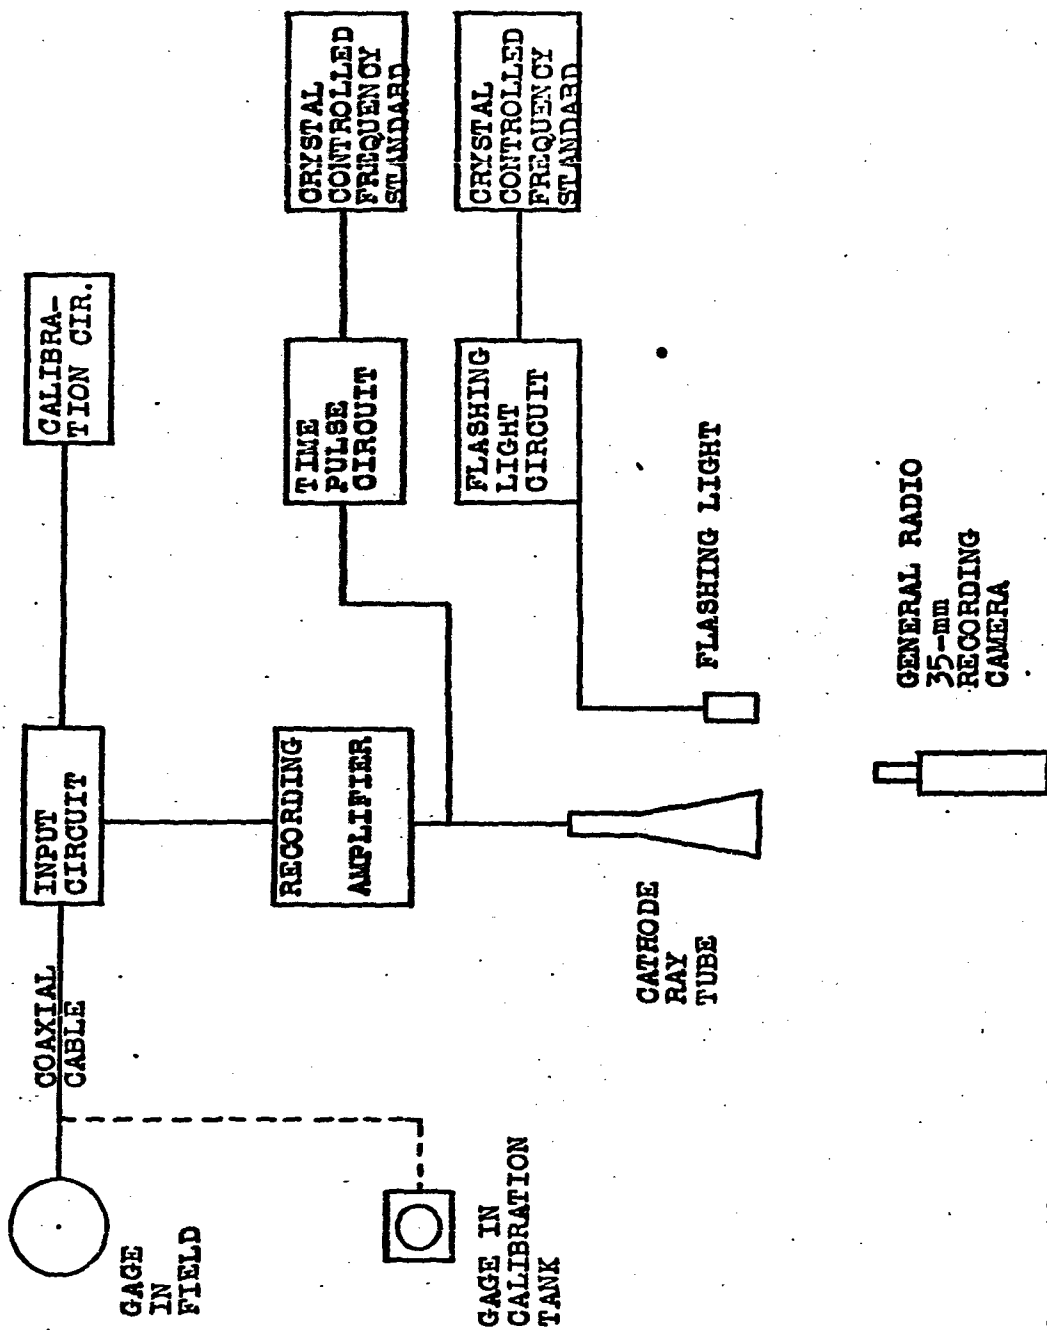 GAGE
IN
FIELD
COAXIAL
CABLE
INPUT
CIRCUIT
CALIBRA-
TION CIR.
GAGE IN
CALIBRATION
TANK
RECORDING
AMPLIFIER
TIME
PULSE
CIRCUIT
CRYSTAL
CONTROLLED
FREQUENCY
STANDARD
FLASHING
LIGHT
CIRCUIT
CRYSTAL
CONTROLLED
FREQUENCY
STANDARD
CATHODE
RAY
TUBE
FLASHING LIGHT
GENERAL RADIO
35-mm
RECORDING
CAMERA